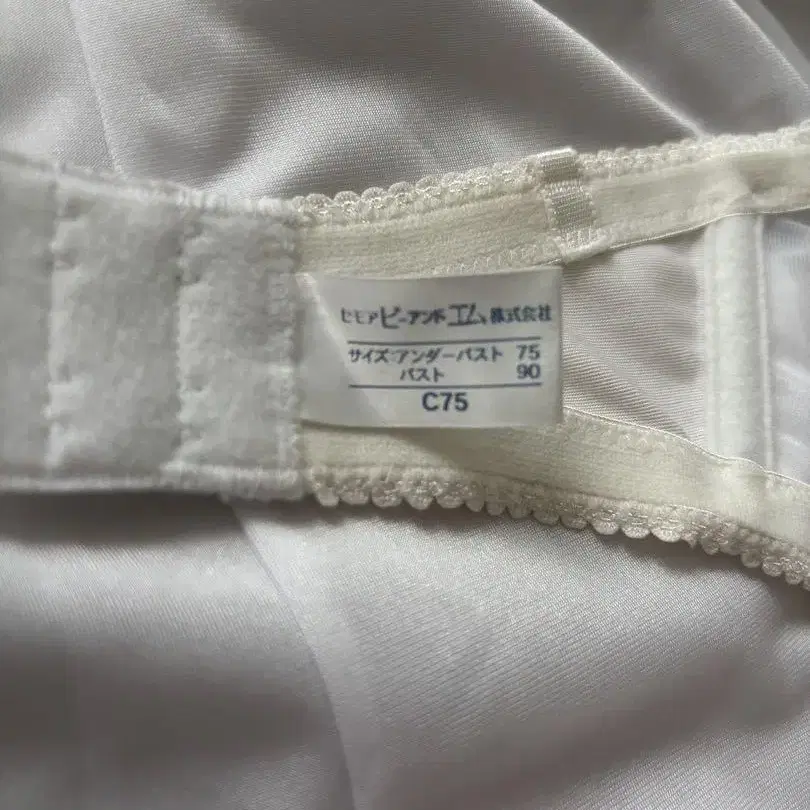 セモア ビーアンド エム 株式会社
サイズ:アンダーバスト 75
バスト 90
C75